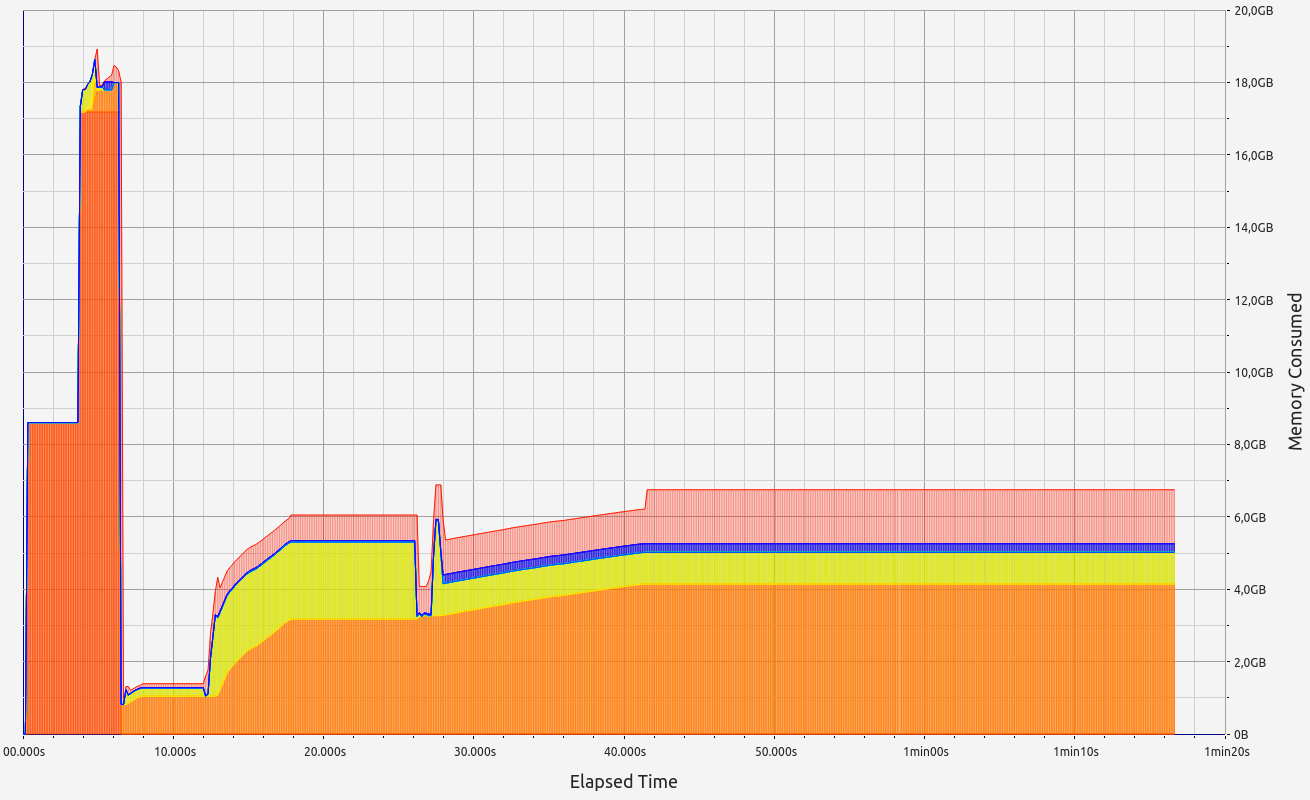 20,0GB
18,0GB
16,0GB
14,0GB
12,0GB
10,0GB
8,0GB
6,0GB
4,0GB
2,0GB
0B
Memory Consumed
00.000s 10.000s 20.000s 30.000s 40.000s 50.000s 1min00s 1min10s 1min20s
Elapsed Time